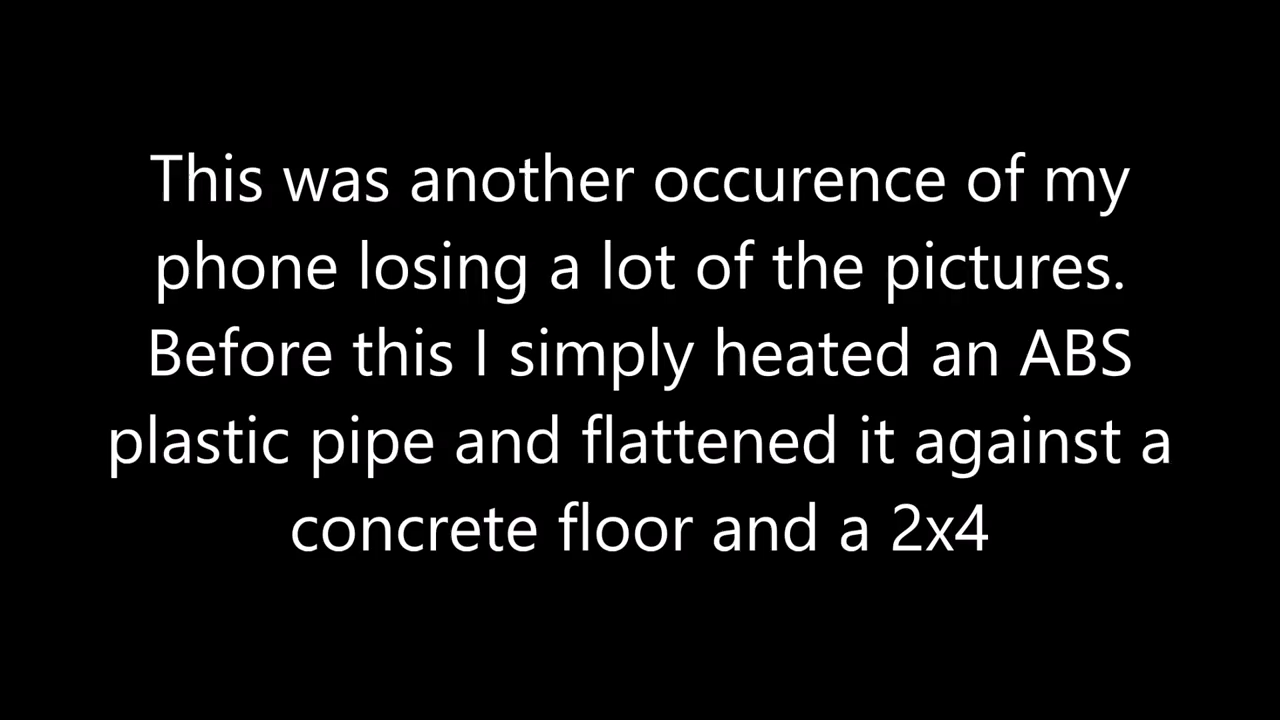 This was another occurence of my
phone losing a lot of the pictures.
Before this I simply heated an ABS
plastic pipe and flattened it against a
concrete floor and a 2x4